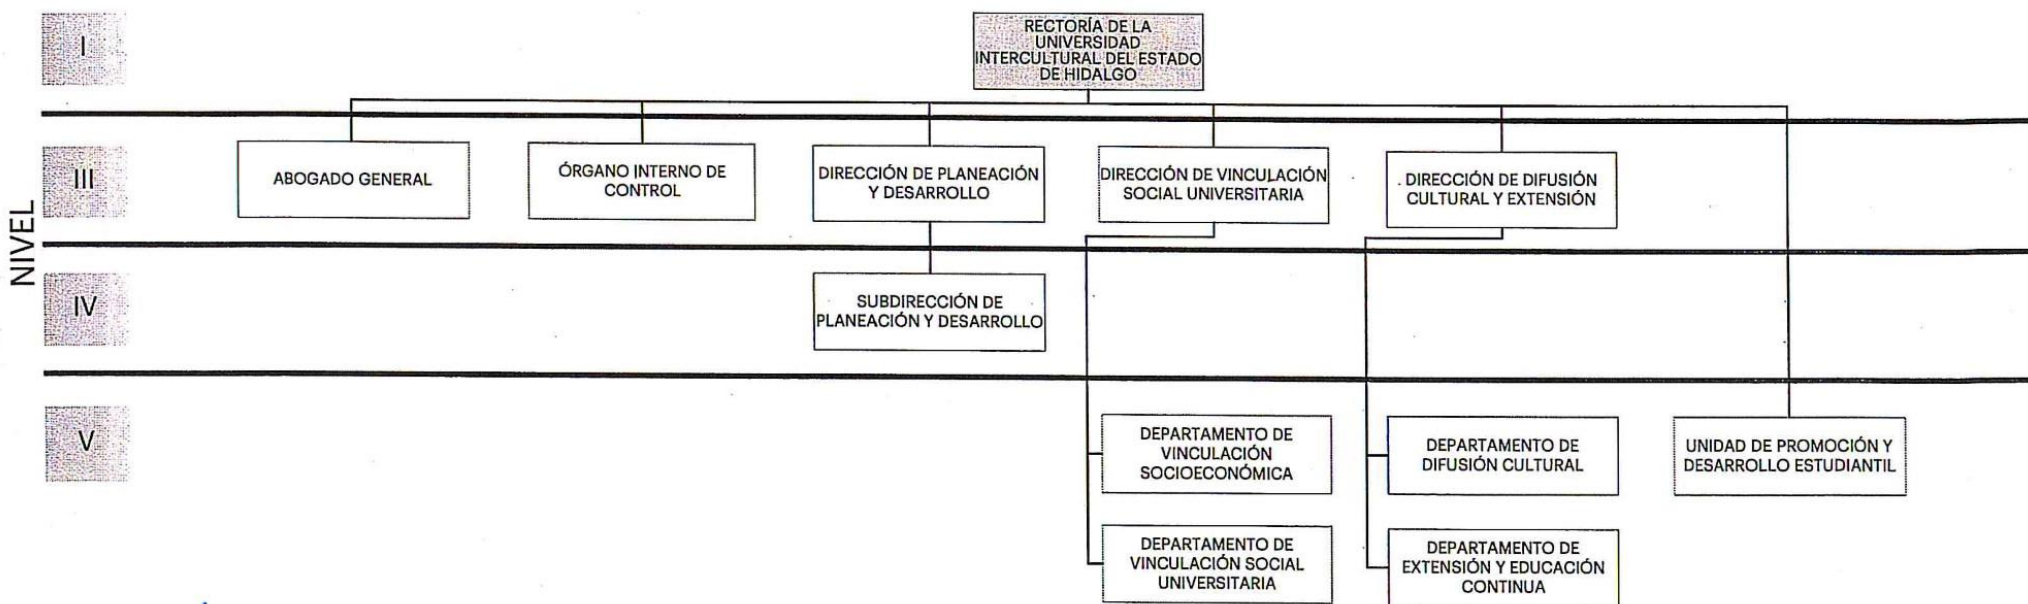 NIVEL
I
RECTORÍA DE LA
UNIVERSIDAD
INTERCULTURAL DEL ESTADO
DE HIDALGO
III
ABOGADO GENERAL
ÓRGANO INTERNO DE
CONTROL
DIRECCIÓN DE PLANEACIÓN
Y DESARROLLO
DIRECCIÓN DE VINCULACIÓN
SOCIAL UNIVERSITARIA
DIRECCIÓN DE DIFUSIÓN
CULTURAL Y EXTENSIÓN
IV
SUBDIRECCIÓN DE
PLANEACIÓN Y DESARROLLO
V
DEPARTAMENTO DE
VINCULACIÓN
SOCIOECONÓMICA
DEPARTAMENTO DE
DIFUSIÓN CULTURAL
UNIDAD DE PROMOCIÓN Y
DESARROLLO ESTUDIANTIL
DEPARTAMENTO DE
VINCULACIÓN SOCIAL
UNIVERSITARIA
DEPARTAMENTO DE
EXTENSIÓN Y EDUCACIÓN
CONTINUA